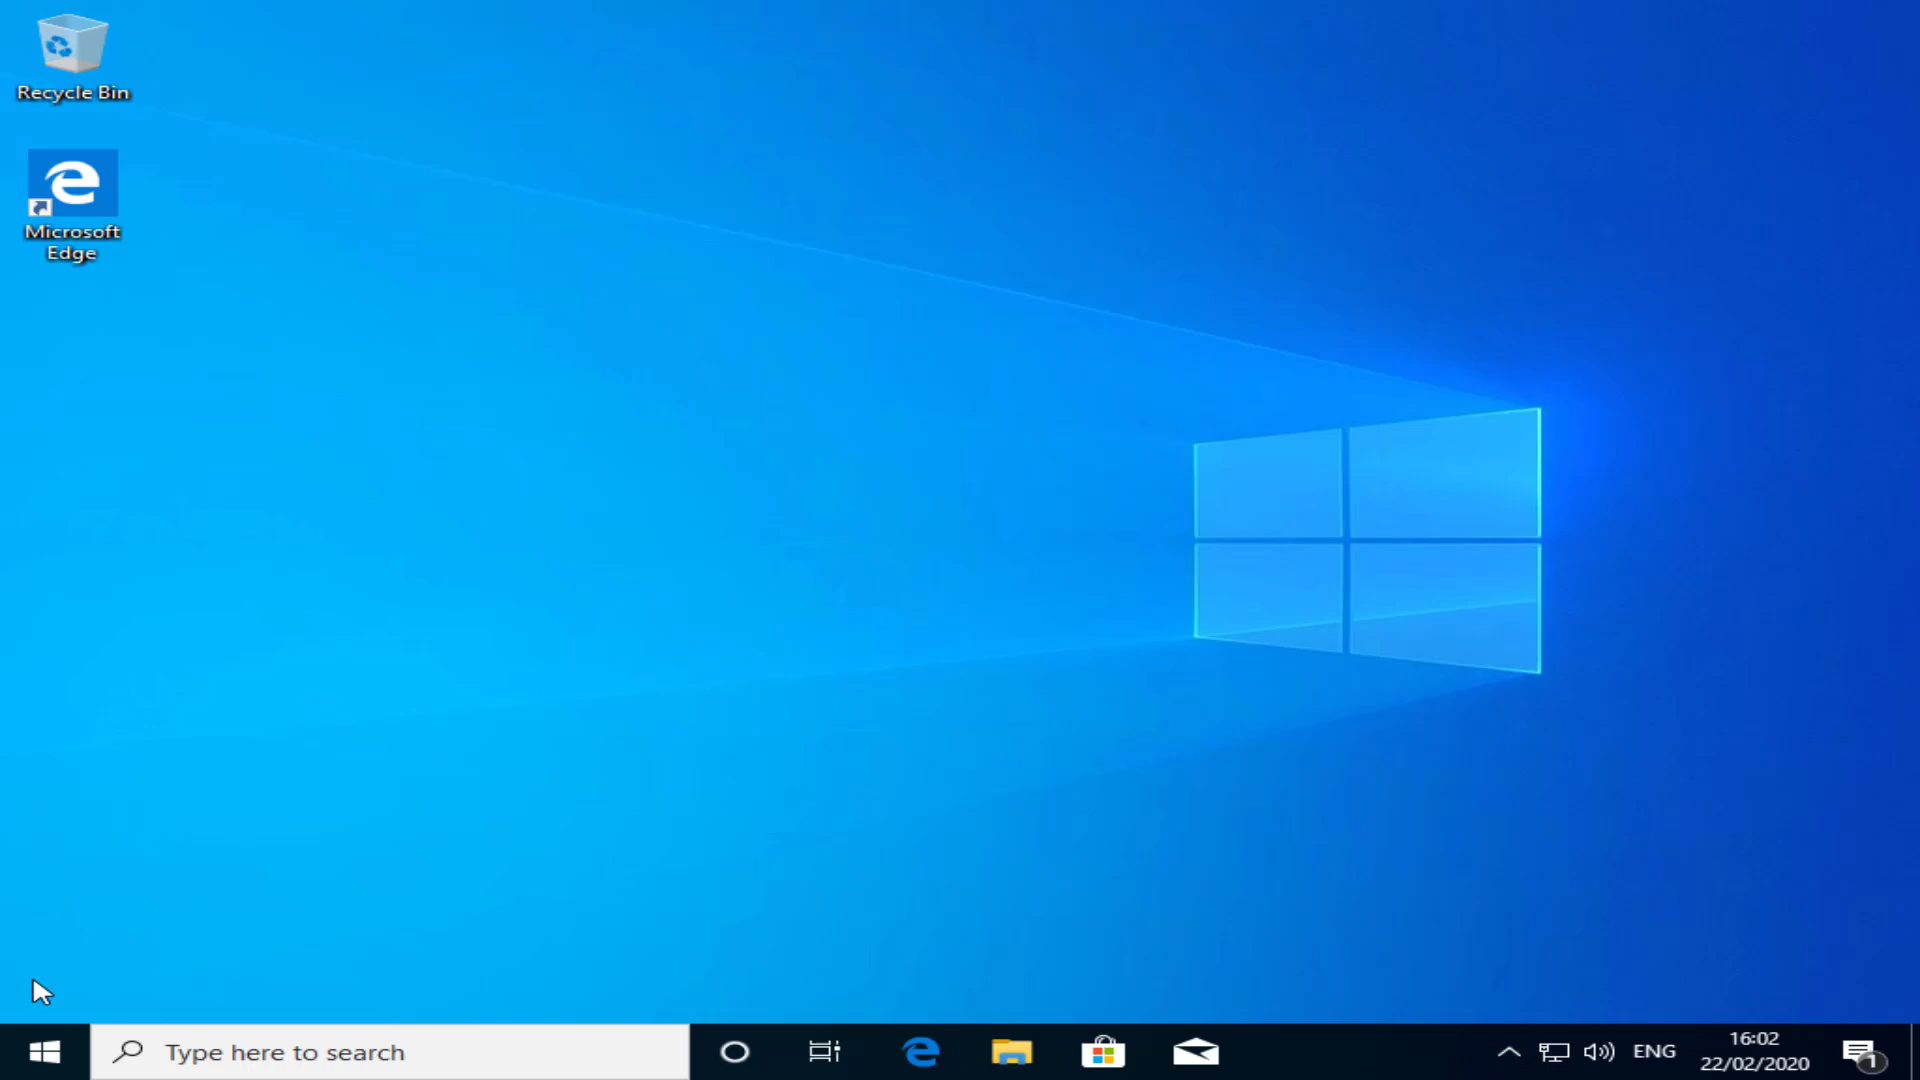 Recycle Bin
Microsoft
Edge
Type here to search
ENG
16:02
22/02/2020
1